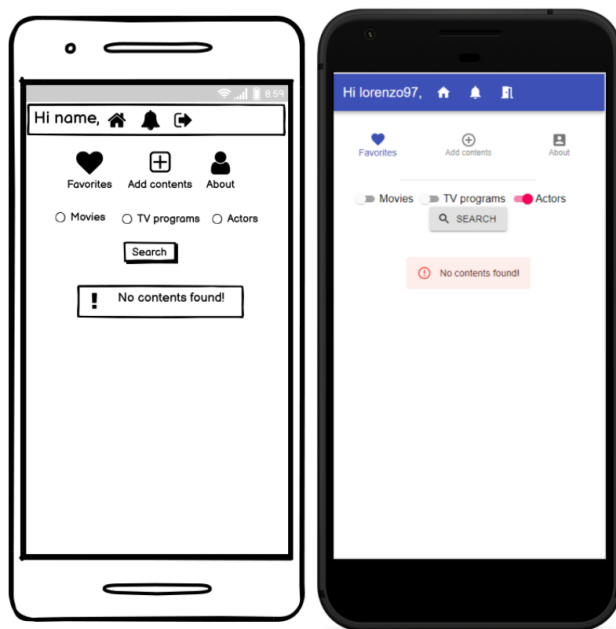 8:59
Hi name,
Favorites Add contents About
Movies TV programs Actors
Search
! No contents found!
Hi lorenzo97,
Favorites Add contents About
Movies TV programs Actors
SEARCH
No contents found!